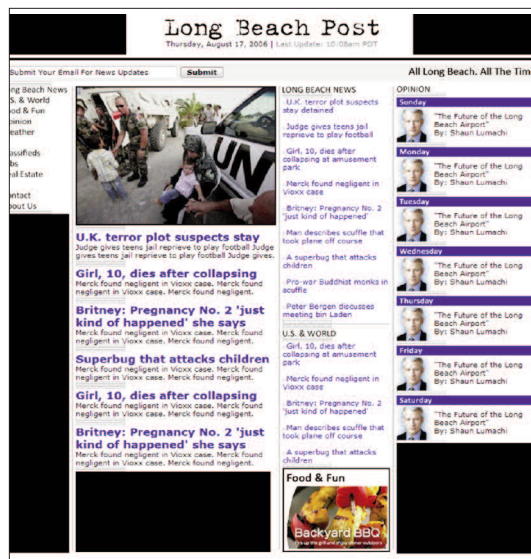 Long Beach Post
Thursday, August 17, 2006 | Last Update: 10:08am PDT
Submit Your Email For News Updates
Submit
All Long Beach. All The Tim
ng Beach News
S. & World
od & Fun
pinion
eather
assifieds
bs
eal Estate
ontact
bout Us
UN
U.K. terror plot suspects stay
Judge gives teens jail reprieve to play football Judge
gives teens jail reprieve to play football Judge gives.
Girl, 10, dies after collapsing
Merck found negligent in Vioxx case. Merck found
negligent in Vioxx case. Merck found negligent.
Britney: Pregnancy No. 2 'just
kind of happened' she says
Merck found negligent in Vioxx case. Merck found
negligent in Vioxx case. Merck found negligent.
Superbug that attacks children
Merck found negligent in Vioxx case. Merck found
negligent in Vioxx case. Merck found negligent.
Girl, 10, dies after collapsing
Merck found negligent in Vioxx case. Merck found
negligent in Vioxx case. Merck found negligent.
Britney: Pregnancy No. 2 'just
kind of happened' she says
Merck found negligent in Vioxx case. Merck found
negligent in Vioxx case. Merck found negligent.
LONG BEACH NEWS
U.K. terror plot suspects
stay detained
Judge gives teens jail
reprieve to play football
Girl, 10, dies after
collapsing at amusement
park
Merck found negligent in
Vioxx case
Britney: Pregnancy No. 2
'just kind of happened'
Man describes scuffle that
took plane off course
A superbug that attacks
children
Pro-war Buddhist monks in
scuffle
Peter Bergen discusses
meeting bin Laden
U.S. & WORLD
Girl, 10, dies after
collapsing at amusement
park
Merck found negligent in
Vioxx case
Britney: Pregnancy No. 2
'just kind of happened'
Man describes scuffle that
took plane off course
A superbug that attacks
children
Food & Fun
Backyard BBQ
OPINION
Sunday
"The Future of the Long
Beach Airport"
By: Shaun Lumachi
Monday
"The Future of the Long
Beach Airport"
By: Shaun Lumachi
Tuesday
"The Future of the Long
Beach Airport"
By: Shaun Lumachi
Wednesday
"The Future of the Long
Beach Airport"
By: Shaun Lumachi
Thursday
"The Future of the Long
Beach Airport"
By: Shaun Lumachi
Friday
"The Future of the Long
Beach Airport"
By: Shaun Lumachi
Saturday
"The Future of the Long
Beach Airport"
By: Shaun Lumachi